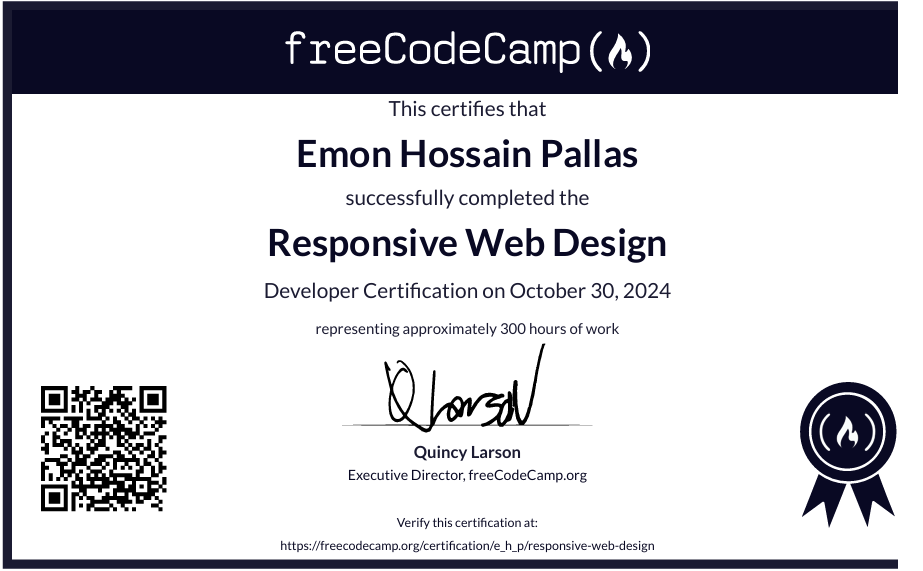 freeCodeCamp
This certifies that
Emon Hossain Pallas
successfully completed the
Responsive Web Design
Developer Certification on October 30, 2024
representing approximately 300 hours of work
Q Larson
Quincy Larson
Executive Director, freeCodeCamp.org
Verify this certification at:
https://freecodecamp.org/certification/e_h_p/responsive-web-design